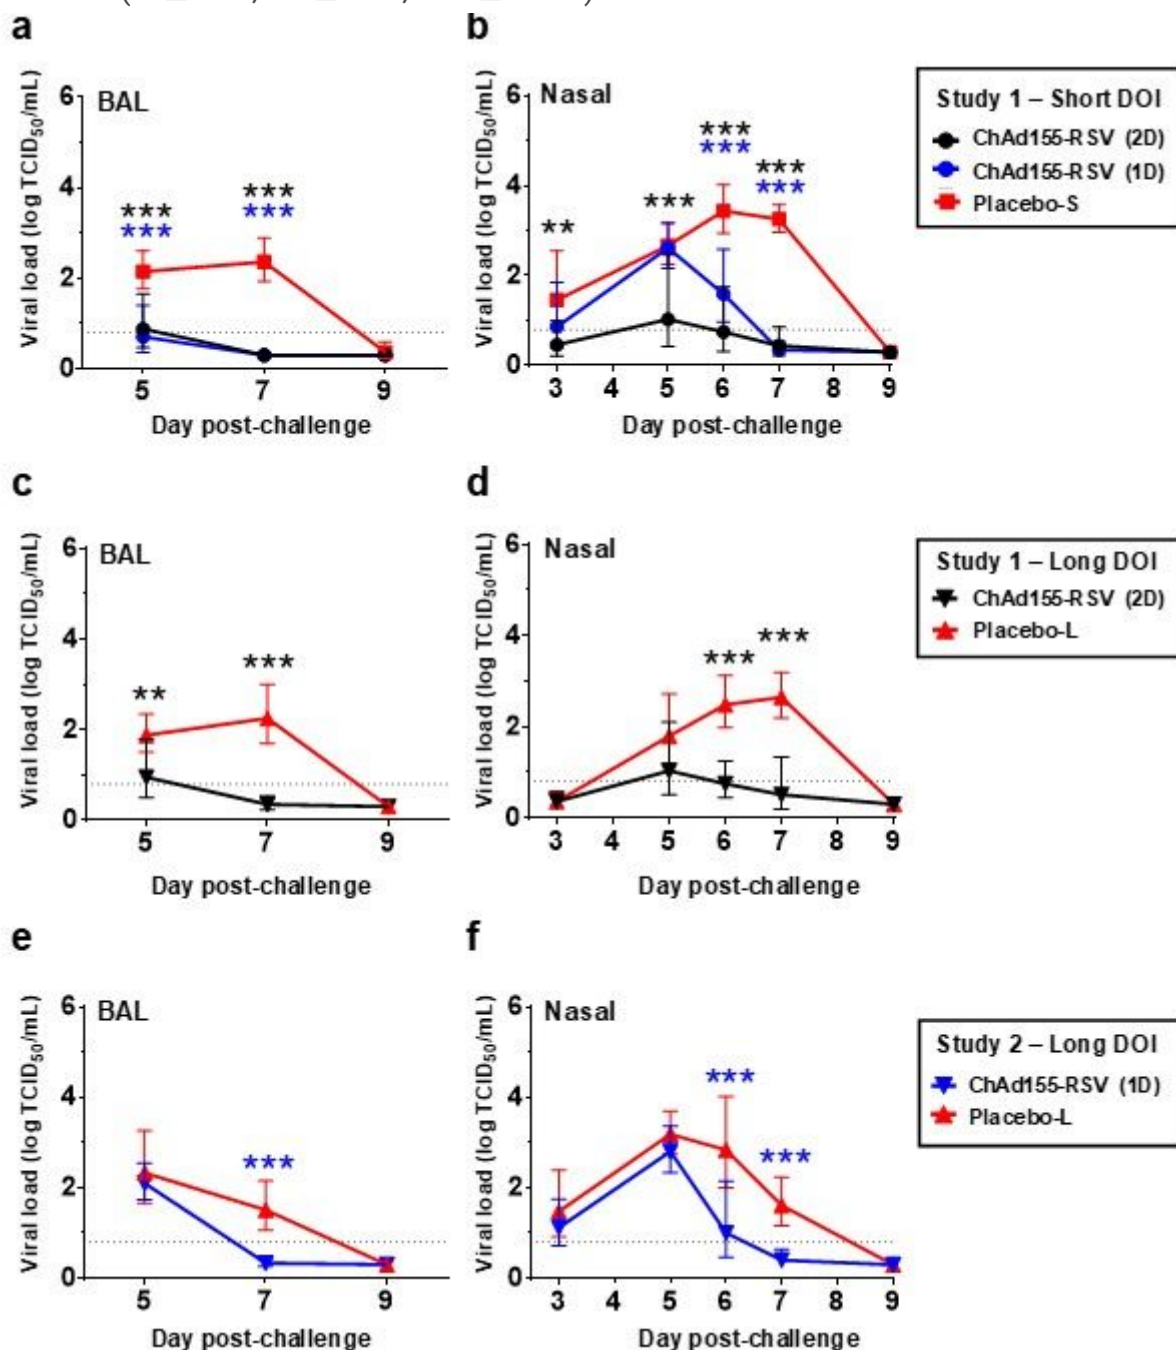 a
b
Viral load (log TCID50/mL)
BAL
6
4
2
0
***
***
***
***
5
7
9
Day post-challenge
Viral load (log TCID50/mL)
Nasal
6
4
2
0
**
***
***
***
***
***
3
4
5
6
7
8
9
Day post-challenge
Study 1 – Short DOI
ChAd155-RSV (2D)
ChAd155-RSV (1D)
Placebo-S
c
d
Viral load (log TCID50/mL)
BAL
6
4
2
0
**
***
5
7
9
Day post-challenge
Viral load (log TCID50/mL)
Nasal
6
4
2
0
***
***
3
4
5
6
7
8
9
Day post-challenge
Study 1 – Long DOI
ChAd155-RSV (2D)
Placebo-L
e
f
Viral load (log TCID50/mL)
BAL
6
4
2
0
***
5
7
9
Day post-challenge
Viral load (log TCID50/mL)
Nasal
6
4
2
0
***
***
3
4
5
6
7
8
9
Day post-challenge
Study 2 – Long DOI
ChAd155-RSV (1D)
Placebo-L